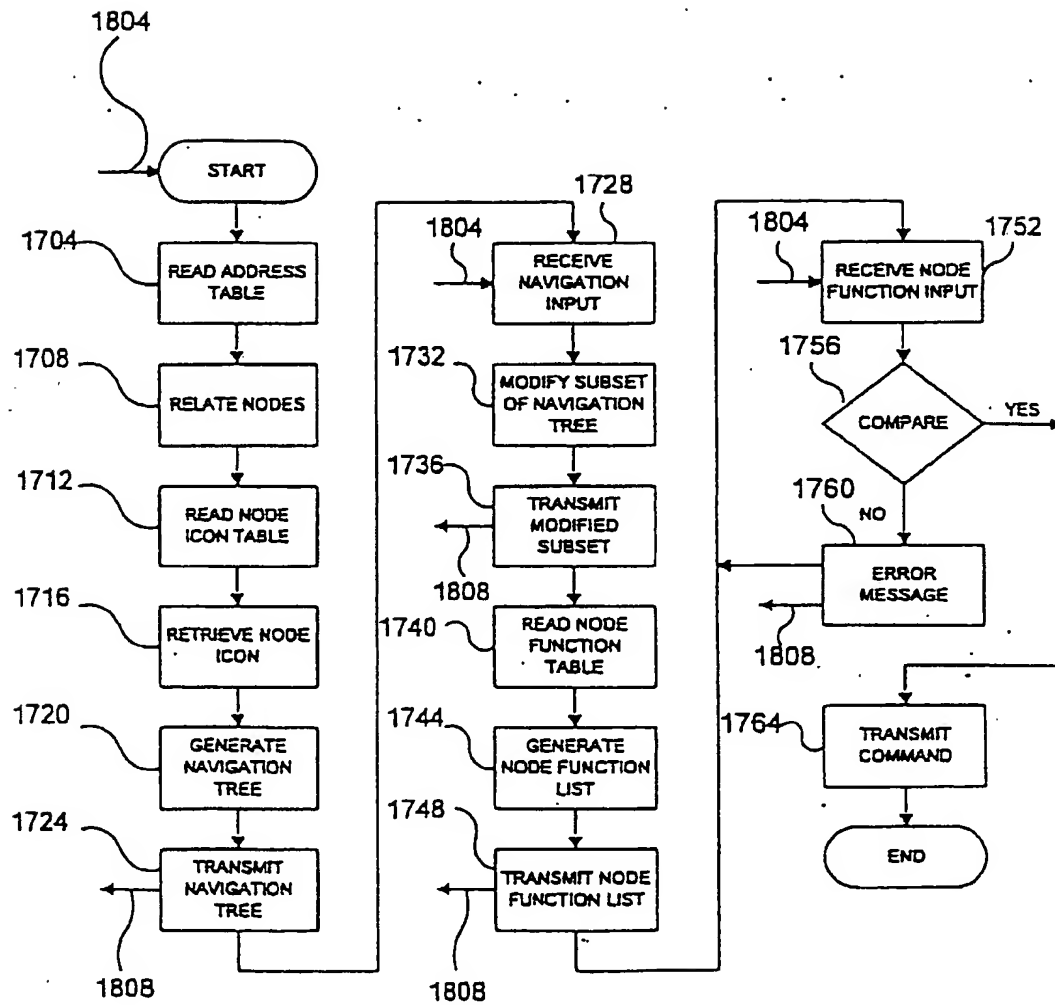 1804
START
1704
READ ADDRESS
TABLE
1708
RELATE NODES
1712
READ NODE
ICON TABLE
1716
RETRIEVE NODE
ICON
1720
GENERATE
NAVIGATION
TREE
1724
TRANSMIT
NAVIGATION
TREE
1808
1728
1804
RECEIVE
NAVIGATION
INPUT
1732
MODIFY SUBSET
OF NAVIGATION
TREE
1736
TRANSMIT
MODIFIED
SUBSET
1808
1740
READ NODE
FUNCTION
TABLE
1744
GENERATE
NODE FUNCTION
LIST
1748
TRANSMIT NODE
FUNCTION LIST
1808
1804
1752
RECEIVE NODE
FUNCTION INPUT
1756
COMPARE
YES
1760
NO
ERROR
MESSAGE
1808
1764
TRANSMIT
COMMAND
END